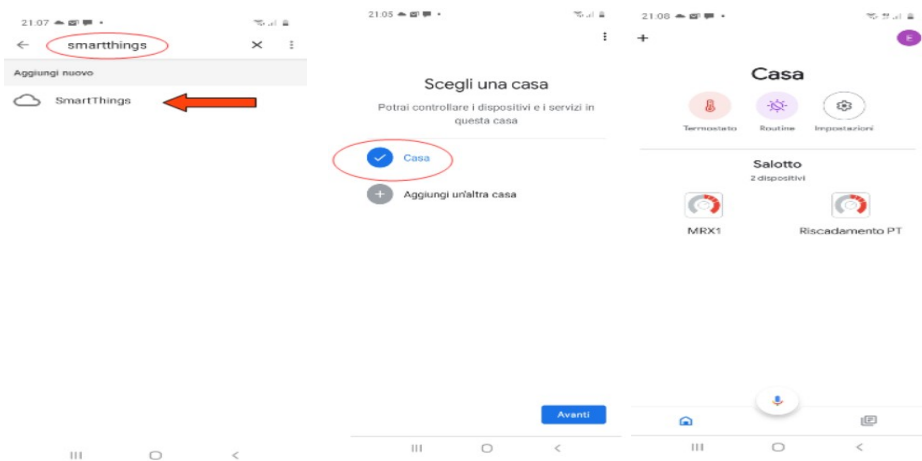 21:07
smartthings
Aggiungi nuovo
SmartThings
21:05
Scegli una casa
Potrai controllare i dispositivi e i servizi in
questa casa
Casa
Aggiungi un'altra casa
Avanti
21:08
E
Casa
Termostato Routine Impostazioni
Salotto
2 dispositivi
MRX1 Riscadamento PT